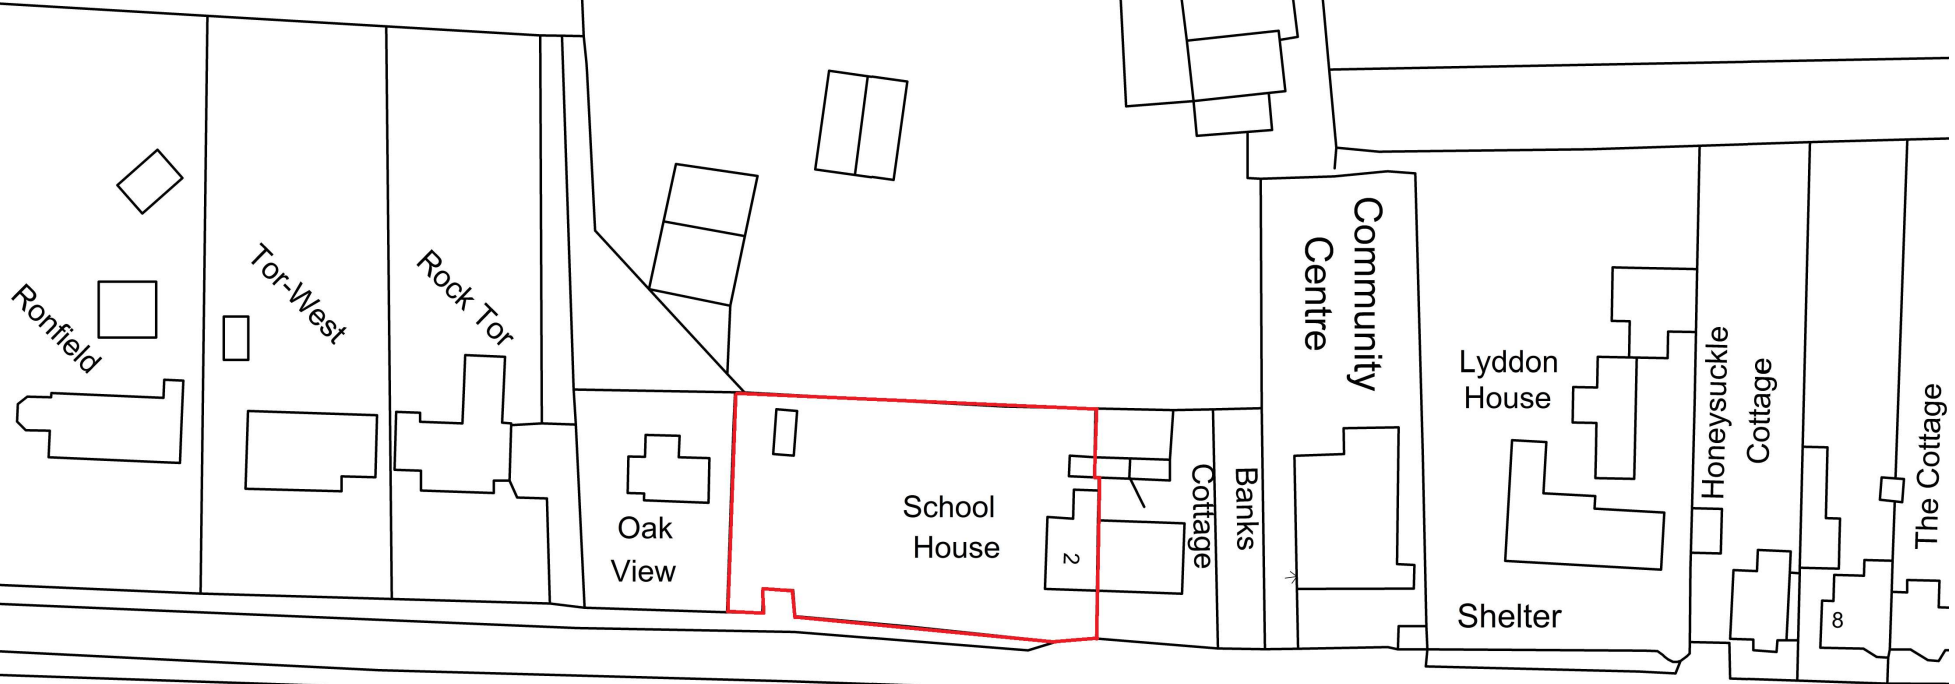 Ronfield
Tor-West
Rock Tor
Oak
View
School
House
2
Cottage
Banks
Community
Centre
Lyddon
House
Shelter
Honeysuckle
Cottage
8
The Cottage